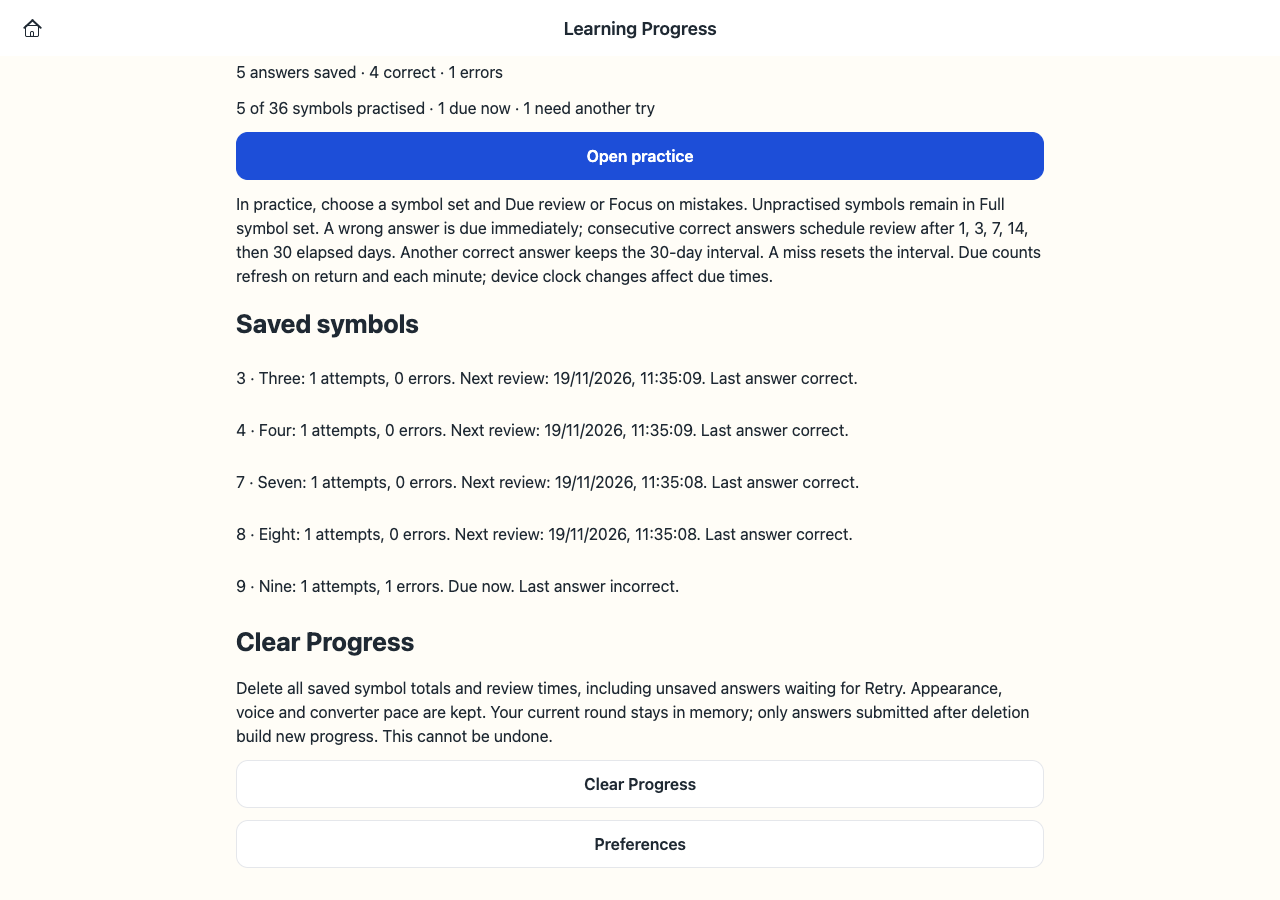 Learning Progress
5 answers saved · 4 correct · 1 errors
5 of 36 symbols practised · 1 due now · 1 need another try
Open practice
In practice, choose a symbol set and Due review or Focus on mistakes. Unpractised symbols remain in Full
symbol set. A wrong answer is due immediately; consecutive correct answers schedule review after 1, 3, 7, 14,
then 30 elapsed days. Another correct answer keeps the 30-day interval. A miss resets the interval. Due counts
refresh on return and each minute; device clock changes affect due times.
Saved symbols
3 · Three: 1 attempts, 0 errors. Next review: 19/11/2026, 11:35:09. Last answer correct.
4 · Four: 1 attempts, 0 errors. Next review: 19/11/2026, 11:35:09. Last answer correct.
7 · Seven: 1 attempts, 0 errors. Next review: 19/11/2026, 11:35:08. Last answer correct.
8 · Eight: 1 attempts, 0 errors. Next review: 19/11/2026, 11:35:08. Last answer correct.
9 · Nine: 1 attempts, 1 errors. Due now. Last answer incorrect.
Clear Progress
Delete all saved symbol totals and review times, including unsaved answers waiting for Retry. Appearance,
voice and converter pace are kept. Your current round stays in memory; only answers submitted after deletion
build new progress. This cannot be undone.
Clear Progress
Preferences